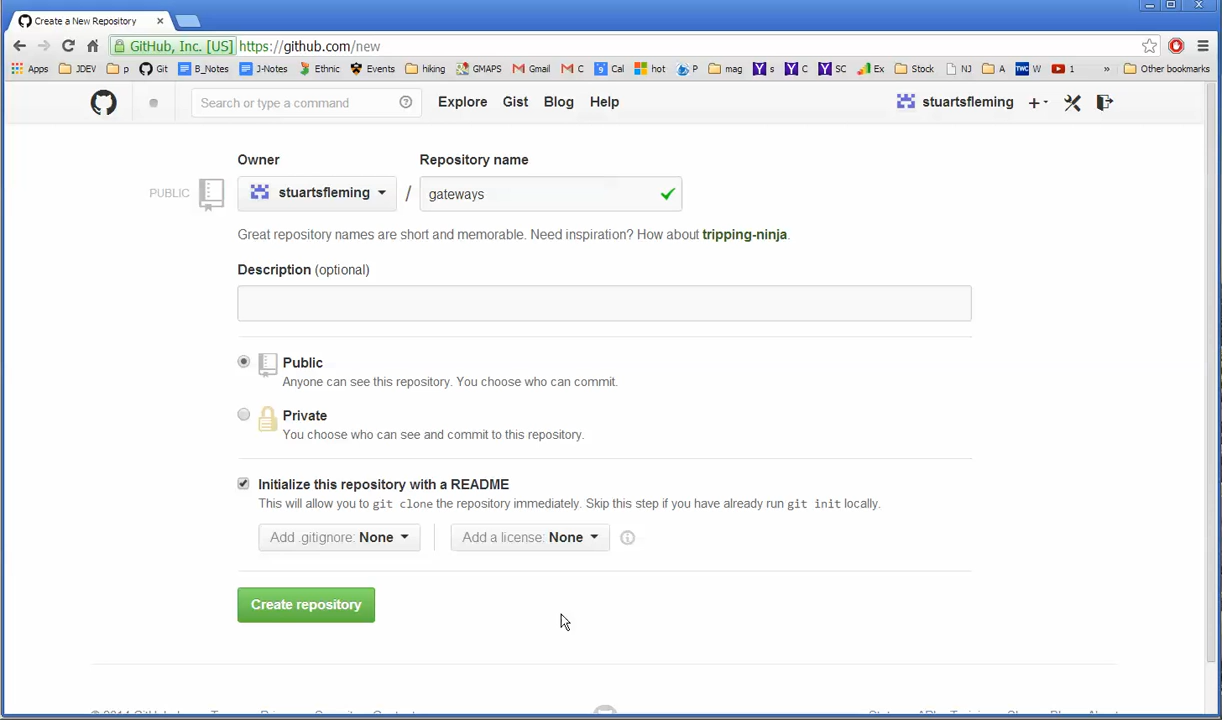 Create a New Repository
GitHub, Inc. [US] https://github.com/new
Apps JDEV p Git B_Notes J-Notes Ethnic Events hiking GMAPS Gmail C Cal hot P mag s C SC Ex Stock NJ A W 1 » Other bookmarks
Search or type a command Explore Gist Blog Help stuartsfleming
Owner Repository name
PUBLIC stuartsfleming / gateways
Great repository names are short and memorable. Need inspiration? How about tripping-ninja.
Description (optional)
Public
Anyone can see this repository. You choose who can commit.
Private
You choose who can see and commit to this repository.
Initialize this repository with a README
This will allow you to git clone the repository immediately. Skip this step if you have already run git init locally.
Add .gitignore: None Add a license: None
Create repository